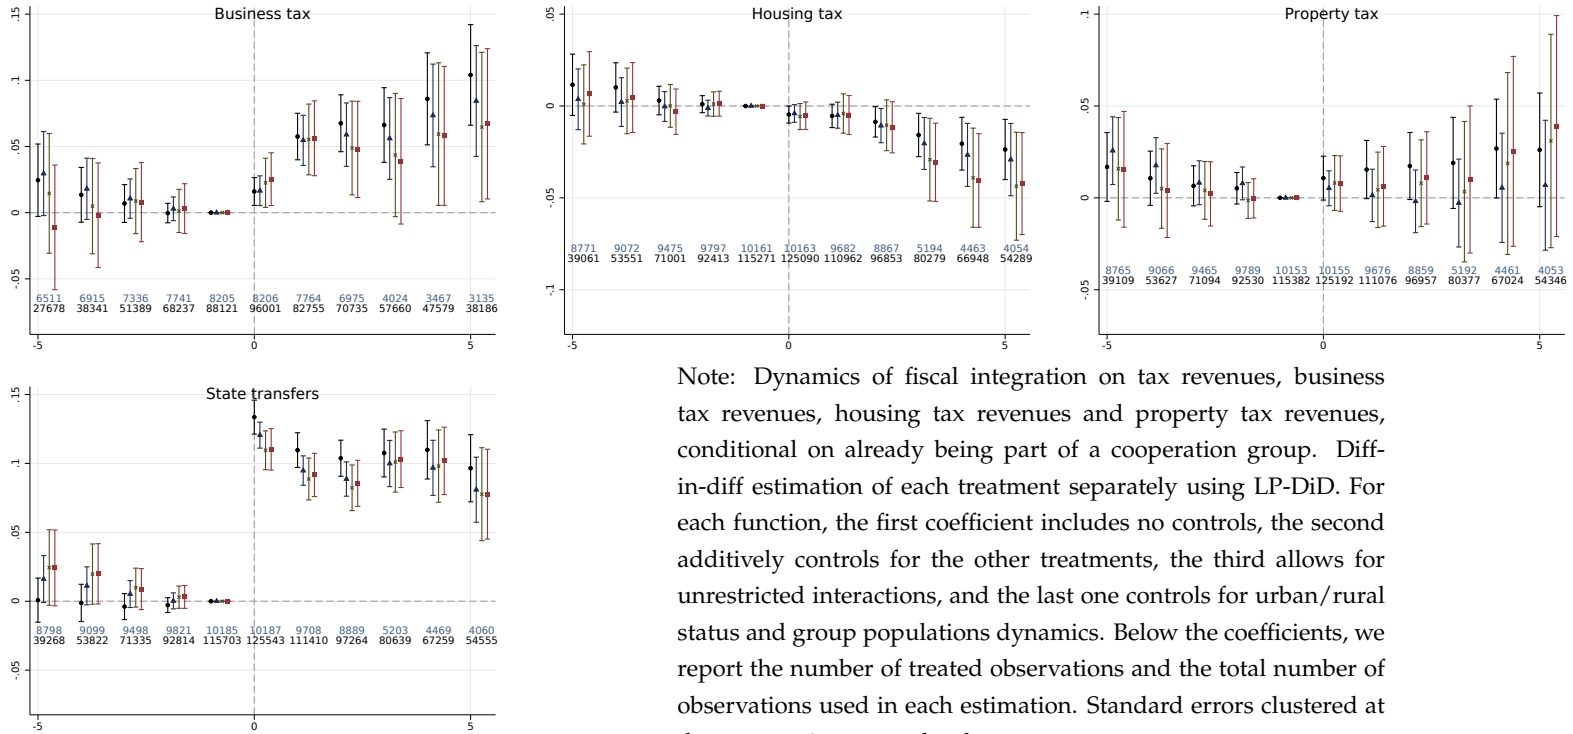 Business tax
.15
.1
.05
0
-.05
6511 6915 7336 7741 8205 8206 7764 6975 4024 3467 3135
27678 38341 51389 68237 88121 96001 82755 70735 57660 47579 38186
-5 0 5
Housing tax
.05
0
-.05
-.1
8771 9072 9475 9797 10161 10163 9682 8867 5194 4463 4054
39061 53551 71001 92413 115271 125090 110962 96853 80279 66948 54289
-5 0 5
Property tax
.1
.05
0
-.05
8765 9066 9465 9789 10153 10155 9676 8859 5192 4461 4053
39109 53627 71094 92530 115382 125192 111076 96957 80377 67024 54346
-5 0 5
State transfers
.15
.1
.05
0
-.05
8798 9099 9498 9821 10185 10187 9708 8889 5203 4469 4060
39268 53822 71335 92814 115703 125543 111410 97264 80639 67259 54555
-5 0 5
Note: Dynamics of fiscal integration on tax revenues, business
tax revenues, housing tax revenues and property tax revenues,
conditional on already being part of a cooperation group. Diff-
in-diff estimation of each treatment separately using LP-DiD. For
each function, the first coefficient includes no controls, the second
additively controls for the other treatments, the third allows for
unrestricted interactions, and the last one controls for urban/rural
status and group populations dynamics. Below the coefficients, we
report the number of treated observations and the total number of
observations used in each estimation. Standard errors clustered at